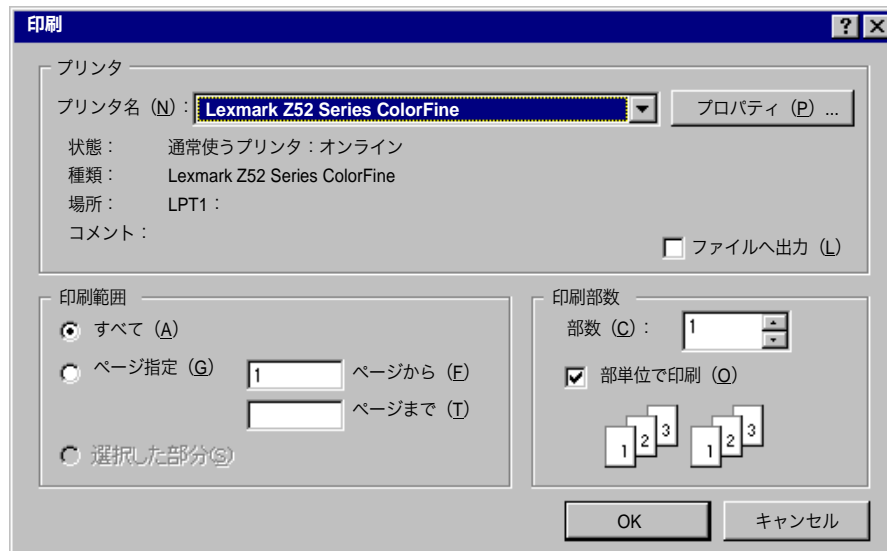 印刷
プリンタ
プリンタ名（N）：Lexmark Z52 Series ColorFine プロパティ（P）...
状態： 通常使うプリンタ：オンライン
種類： Lexmark Z52 Series ColorFine
場所： LPT1：
コメント：
ファイルへ出力（L）
印刷範囲
すべて（A）
ページ指定（G） 1 ページから（F）
ページまで（T）
選択した部分(S)
印刷部数
部数（C）： 1
部単位で印刷（O）
1 2 3 1 2 3
OK キャンセル